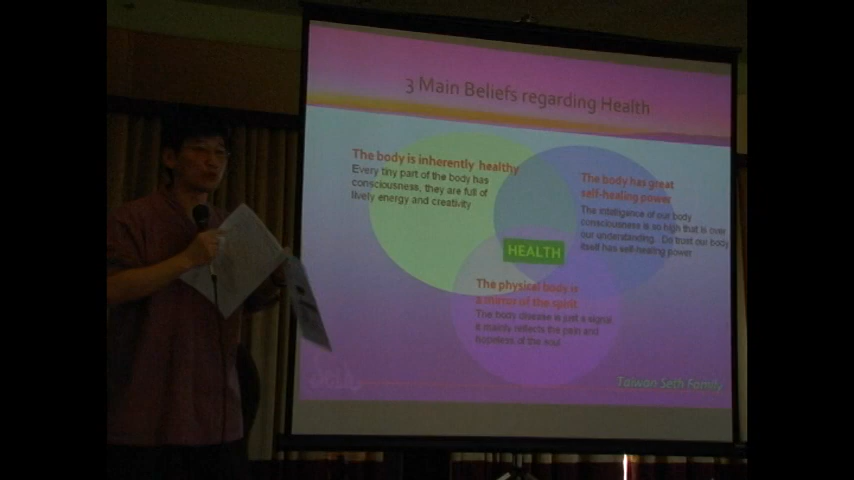 3 Main Beliefs regarding Health
The body is inherently healthy
Every tiny part of the body has
consciousness, they are full of
lively energy and creativity
The body has great
self-healing power
The intelligence of our body
consciousness is so high that is over
our understanding. Do trust our body
itself has self-healing power
HEALTH
The physical body is
a mirror of the spirit
The body disease is just a signal
it mainly reflects the pain and
hopeless of the soul
Taiwan Seth Family